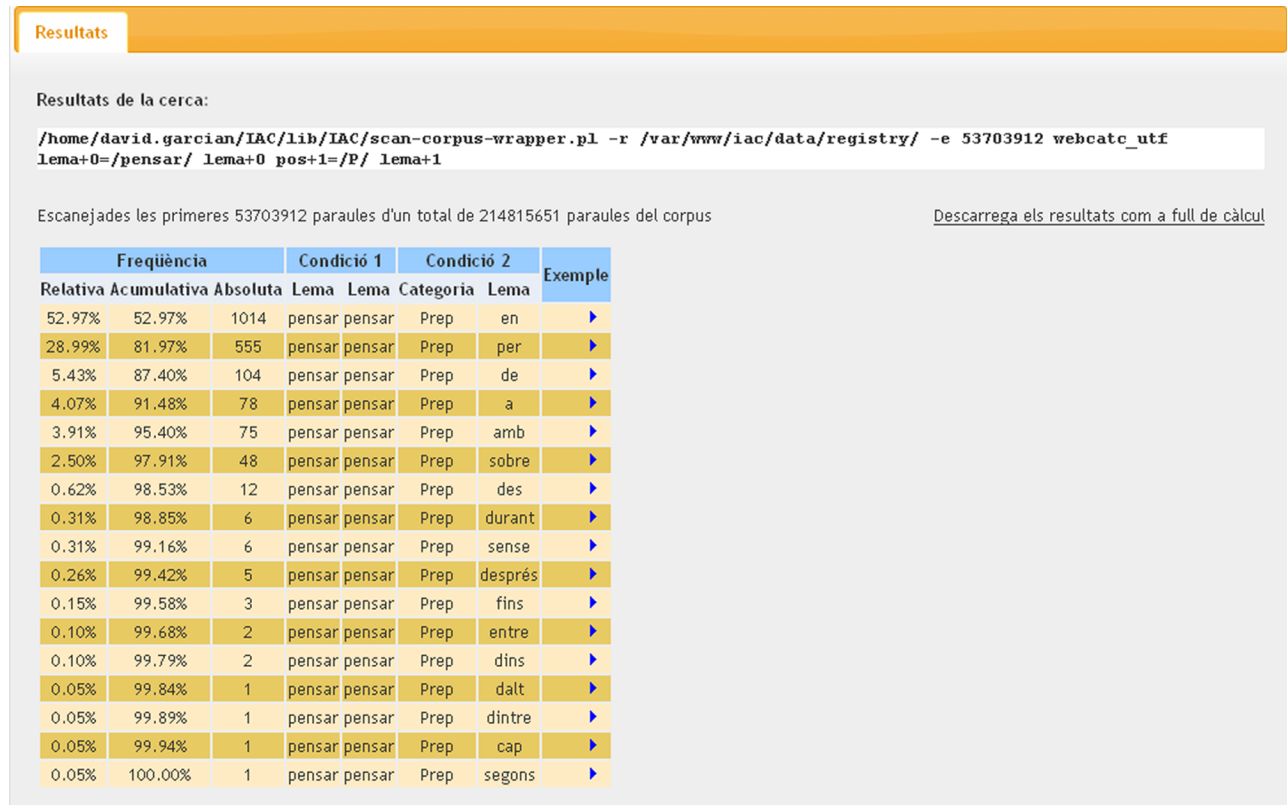 Resultats
Resultats de la cerca:
/home/david.garcian/IAC/lib/IAC/scan-corpus-wrapper.pl -r /var/www/iac/data/registry/ -e 53703912 webcatc_utf
lema+0=/pensar/ lema+0 pos+1=/P/ lema+1
Escanejades les primeres 53703912 paraules d'un total de 214815651 paraules del corpus Descarrega els resultats com a full de càlcul
Freqüència Condició 1 Condició 2 Exemple
Relativa Acumulativa Absoluta Lema Lema Categoria Lema
52.97% 52.97% 1014 pensar pensar Prep en
28.99% 81.97% 555 pensar pensar Prep per
5.43% 87.40% 104 pensar pensar Prep de
4.07% 91.48% 78 pensar pensar Prep a
3.91% 95.40% 75 pensar pensar Prep amb
2.50% 97.91% 48 pensar pensar Prep sobre
0.62% 98.53% 12 pensar pensar Prep des
0.31% 98.85% 6 pensar pensar Prep durant
0.31% 99.16% 6 pensar pensar Prep sense
0.26% 99.42% 5 pensar pensar Prep després
0.15% 99.58% 3 pensar pensar Prep fins
0.10% 99.68% 2 pensar pensar Prep entre
0.10% 99.79% 2 pensar pensar Prep dins
0.05% 99.84% 1 pensar pensar Prep dalt
0.05% 99.89% 1 pensar pensar Prep dintre
0.05% 99.94% 1 pensar pensar Prep cap
0.05% 100.00% 1 pensar pensar Prep segons